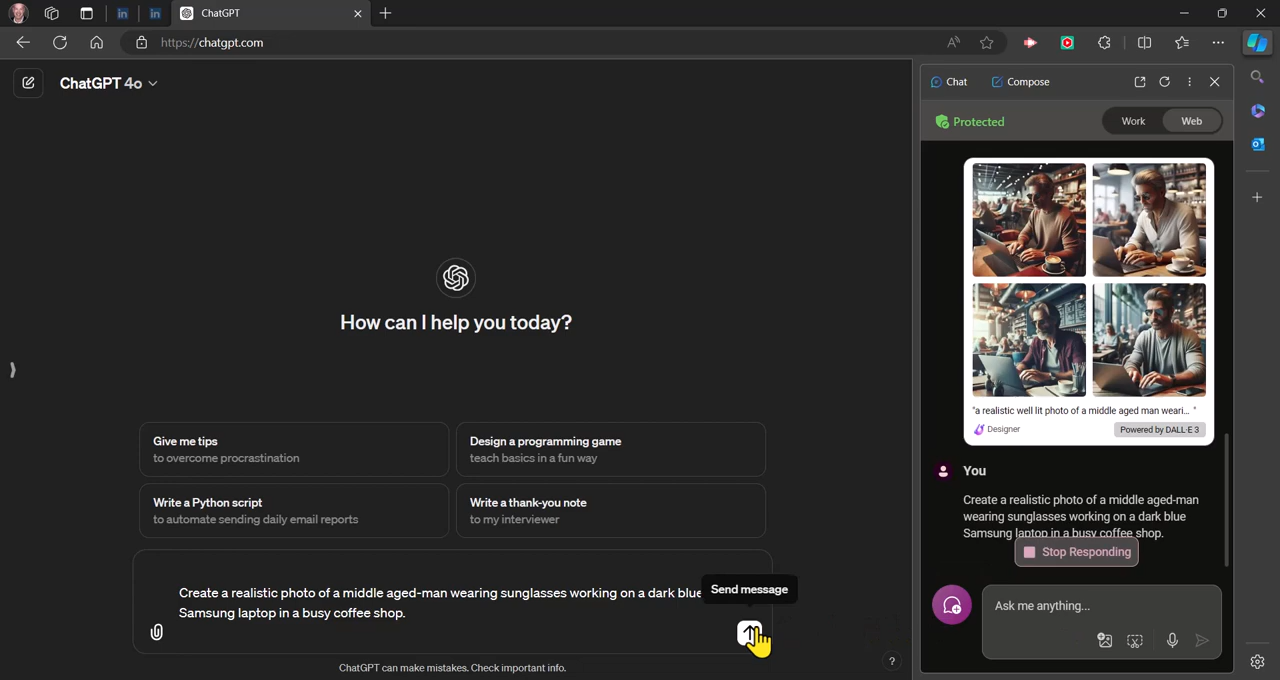 ChatGPT
https://chatgpt.com
ChatGPT 4o
How can I help you today?
Give me tips
to overcome procrastination
Design a programming game
teach basics in a fun way
Write a Python script
to automate sending daily email reports
Write a thank-you note
to my interviewer
Create a realistic photo of a middle aged-man wearing sunglasses working on a dark blue
Samsung laptop in a busy coffee shop.
Send message
ChatGPT can make mistakes. Check important info.
?
Chat
Compose
Protected
Work
Web
"a realistic well lit photo of a middle aged man weari... "
Designer
Powered by DALL·E 3
You
Create a realistic photo of a middle aged-man
wearing sunglasses working on a dark blue
Samsung laptop in a busy coffee shop.
Stop Responding
Ask me anything...